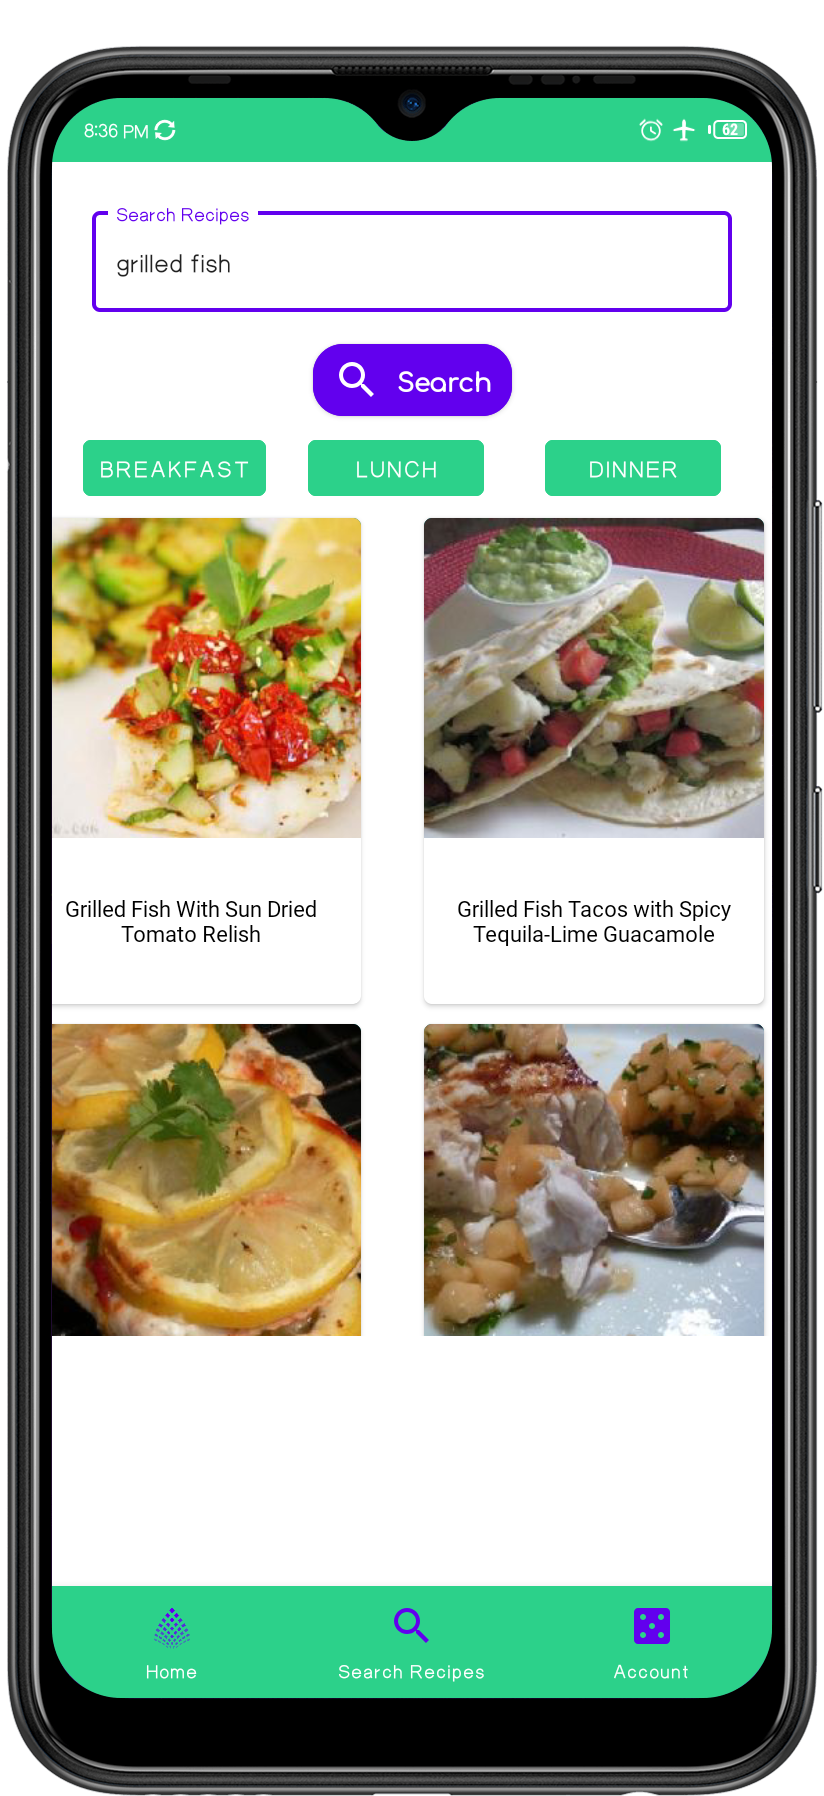 8:36 PM
62
Search Recipes
grilled fish
Search
BREAKFAST
LUNCH
DINNER
Grilled Fish With Sun Dried
Tomato Relish
Grilled Fish Tacos with Spicy
Tequila-Lime Guacamole
Home
Search Recipes
Account